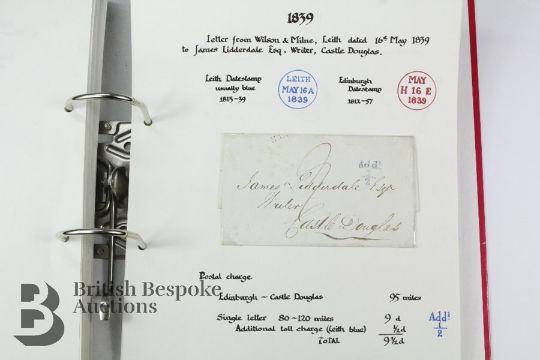 1839
Letter from Wilson & Milne, Leith dated 16th May 1839
to James Lidderdale Esq. Writer, Castle Douglas.
Leith Datestamp
usually blue
1815-39
LEITH
MAY 16 A
1839
Edinburgh
Datestamp
1812-57
MAY
H 16 E
1839
Addl
1/2
James Lidderdale Esqr
Writer
Castle Douglas
Postal charge
Edinburgh - Castle Douglas 95 miles
Single letter 80-120 miles 9 d
Additional toll charge (Leith blue) ½d
TOTAL 9½d
Addl
1/2
British Bespoke
Auctions